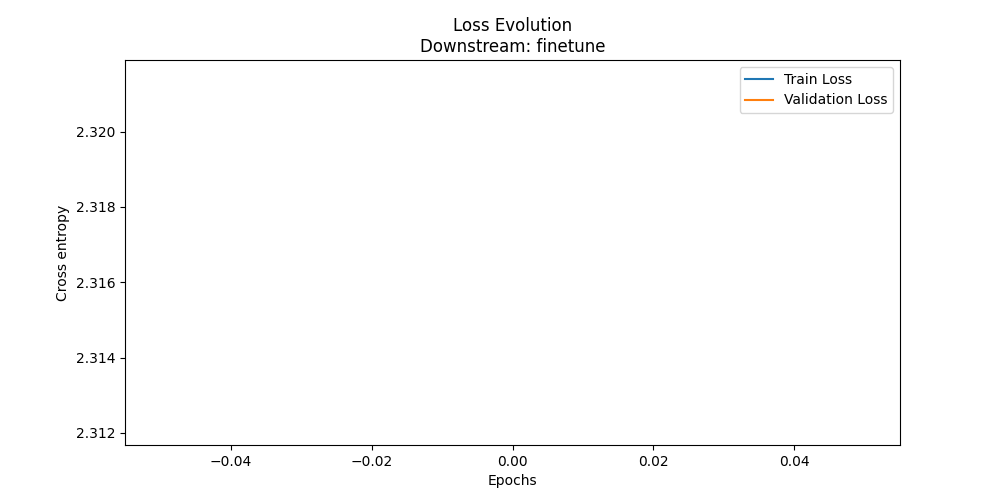 Loss Evolution
Downstream: finetune
Train Loss
Validation Loss
Cross entropy
2.320
2.318
2.316
2.314
2.312
−0.04 −0.02 0.00 0.02 0.04
Epochs